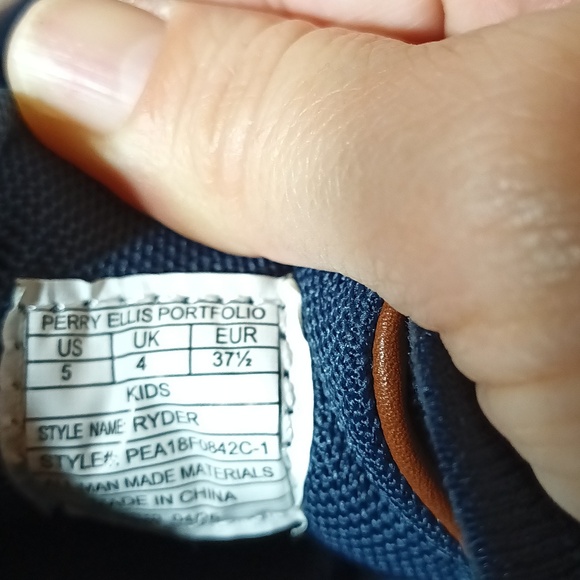 PERRY ELLIS PORTFOLIO
US UK EUR
5 4 37½
KIDS
STYLE NAME: RYDER
STYLE#: PEA18F0842C-1
MAN MADE MATERIALS
MADE IN CHINA